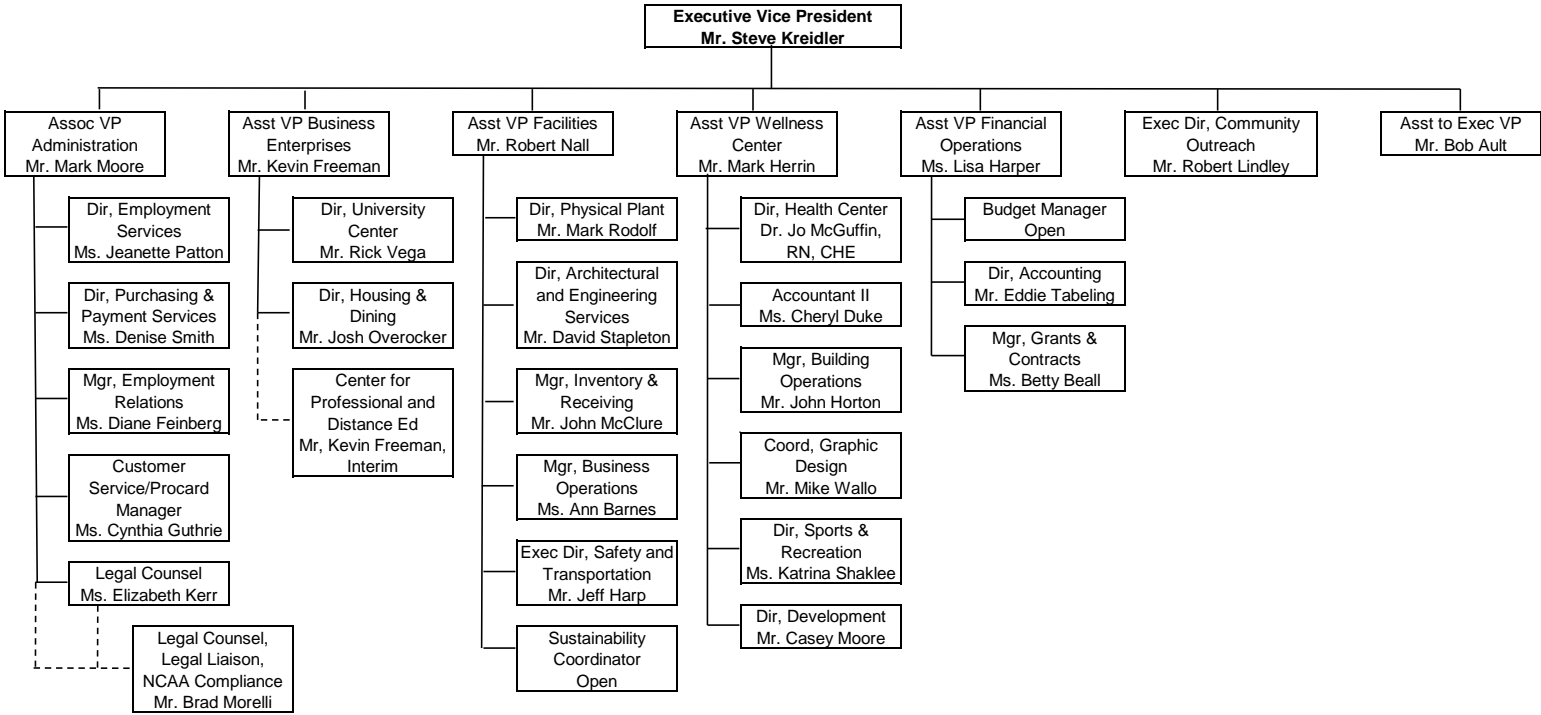 Executive Vice President
Mr. Steve Kreidler
Assoc VP
Administration
Mr. Mark Moore
Asst VP Business
Enterprises
Mr. Kevin Freeman
Asst VP Facilities
Mr. Robert Nall
Asst VP Wellness
Center
Mr. Mark Herrin
Asst VP Financial
Operations
Ms. Lisa Harper
Exec Dir, Community
Outreach
Mr. Robert Lindley
Asst to Exec VP
Mr. Bob Ault
Dir, Employment
Services
Ms. Jeanette Patton
Dir, Purchasing &
Payment Services
Ms. Denise Smith
Mgr, Employment
Relations
Ms. Diane Feinberg
Customer
Service/Procard
Manager
Ms. Cynthia Guthrie
Legal Counsel
Ms. Elizabeth Kerr
Legal Counsel,
Legal Liaison,
NCAA Compliance
Mr. Brad Morelli
Dir, University
Center
Mr. Rick Vega
Dir, Housing &
Dining
Mr. Josh Overocker
Center for
Professional and
Distance Ed
Mr, Kevin Freeman,
Interim
Dir, Physical Plant
Mr. Mark Rodolf
Dir, Architectural
and Engineering
Services
Mr. David Stapleton
Mgr, Inventory &
Receiving
Mr. John McClure
Mgr, Business
Operations
Ms. Ann Barnes
Exec Dir, Safety and
Transportation
Mr. Jeff Harp
Sustainability
Coordinator
Open
Dir, Health Center
Dr. Jo McGuffin,
RN, CHE
Accountant II
Ms. Cheryl Duke
Mgr, Building
Operations
Mr. John Horton
Coord, Graphic
Design
Mr. Mike Wallo
Dir, Sports &
Recreation
Ms. Katrina Shaklee
Dir, Development
Mr. Casey Moore
Budget Manager
Open
Dir, Accounting
Mr. Eddie Tabeling
Mgr, Grants &
Contracts
Ms. Betty Beall